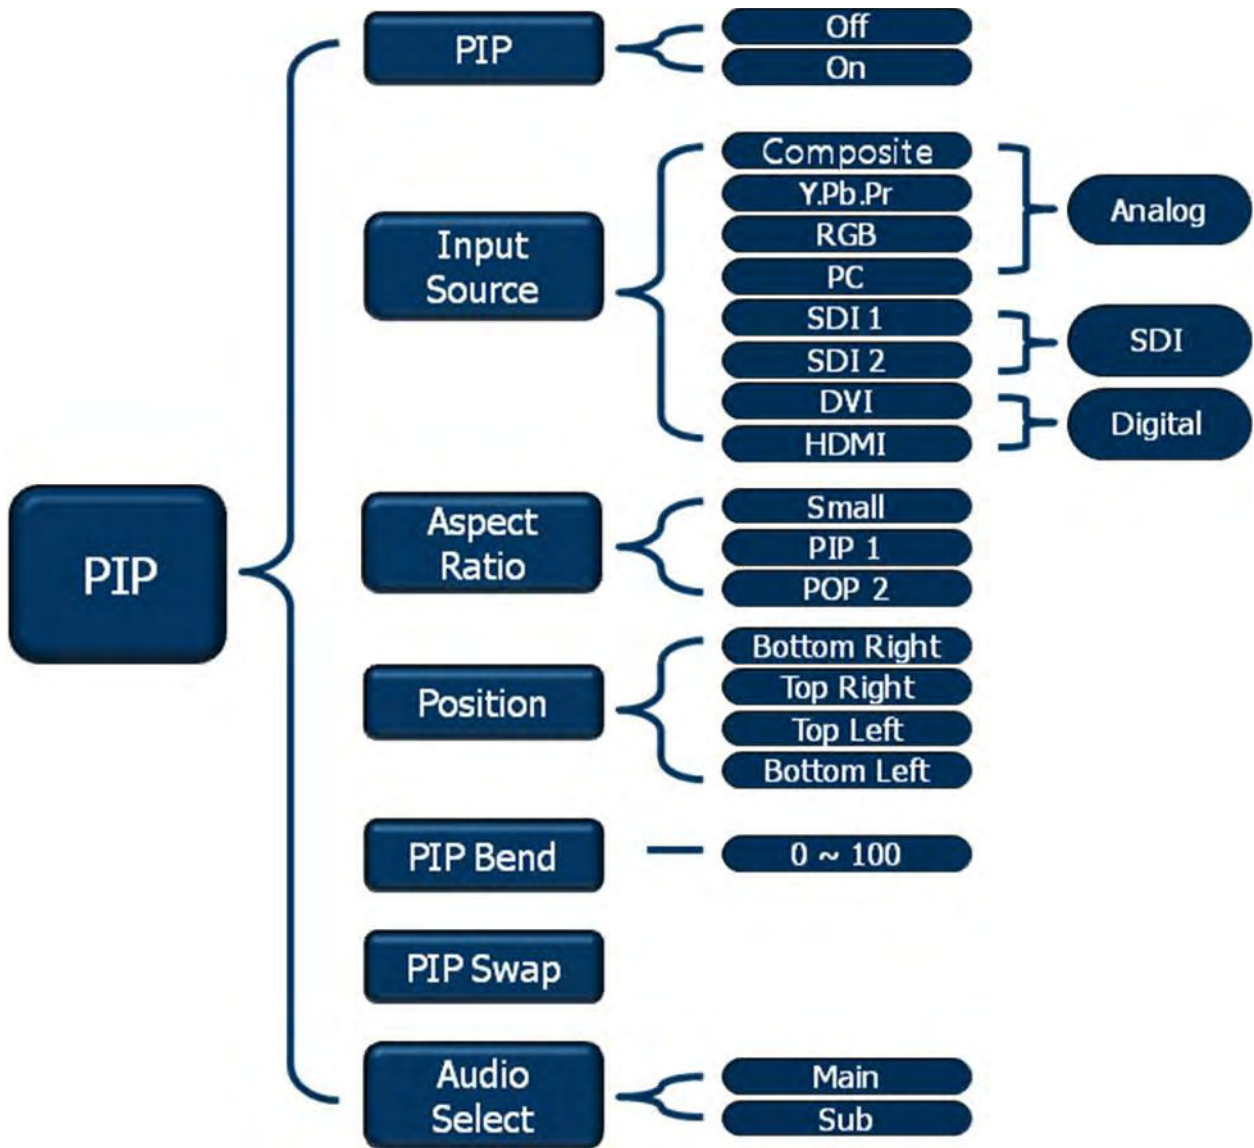 PIP
PIP
Off
On
Input
Source
Composite
Y.Pb.Pr
RGB
PC
SDI 1
SDI 2
DVI
HDMI
Analog
SDI
Digital
Aspect
Ratio
Small
PIP 1
POP 2
Position
Bottom Right
Top Right
Top Left
Bottom Left
PIP Bend
0 ~ 100
PIP Swap
Audio
Select
Main
Sub